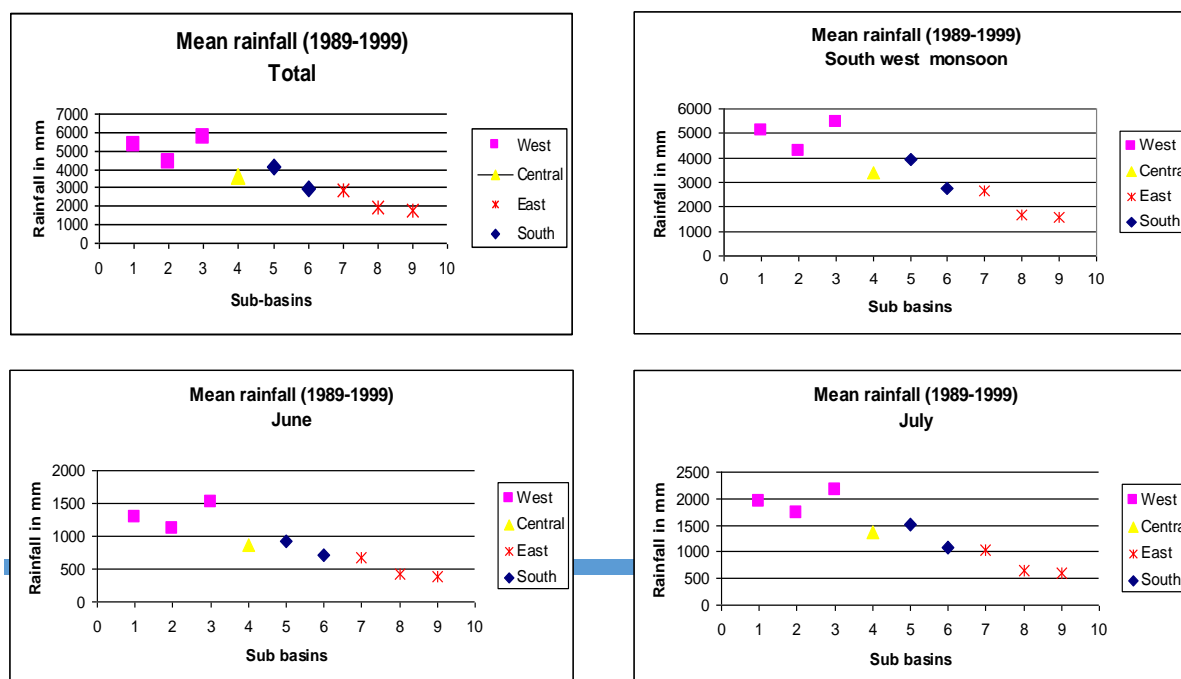 Mean rainfall (1989-1999)
Total
Rainfall in mm
7000
6000
5000
4000
3000
2000
1000
0
0 1 2 3 4 5 6 7 8 9 10
Sub-basins
West
Central
East
South
Mean rainfall (1989-1999)
South west monsoon
Rainfall in mm
6000
5000
4000
3000
2000
1000
0
0 1 2 3 4 5 6 7 8 9 10
Sub basins
West
Centra
East
South
Mean rainfall (1989-1999)
June
Rainfall in mm
2000
1500
1000
500
0
0 1 2 3 4 5 6 7 8 9 10
Sub basins
West
Central
East
South
Mean rainfall (1989-1999)
July
Rainfall in mm
2500
2000
1500
1000
500
0
0 1 2 3 4 5 6 7 8 9 10
Sub basins
West
Centra
East
South